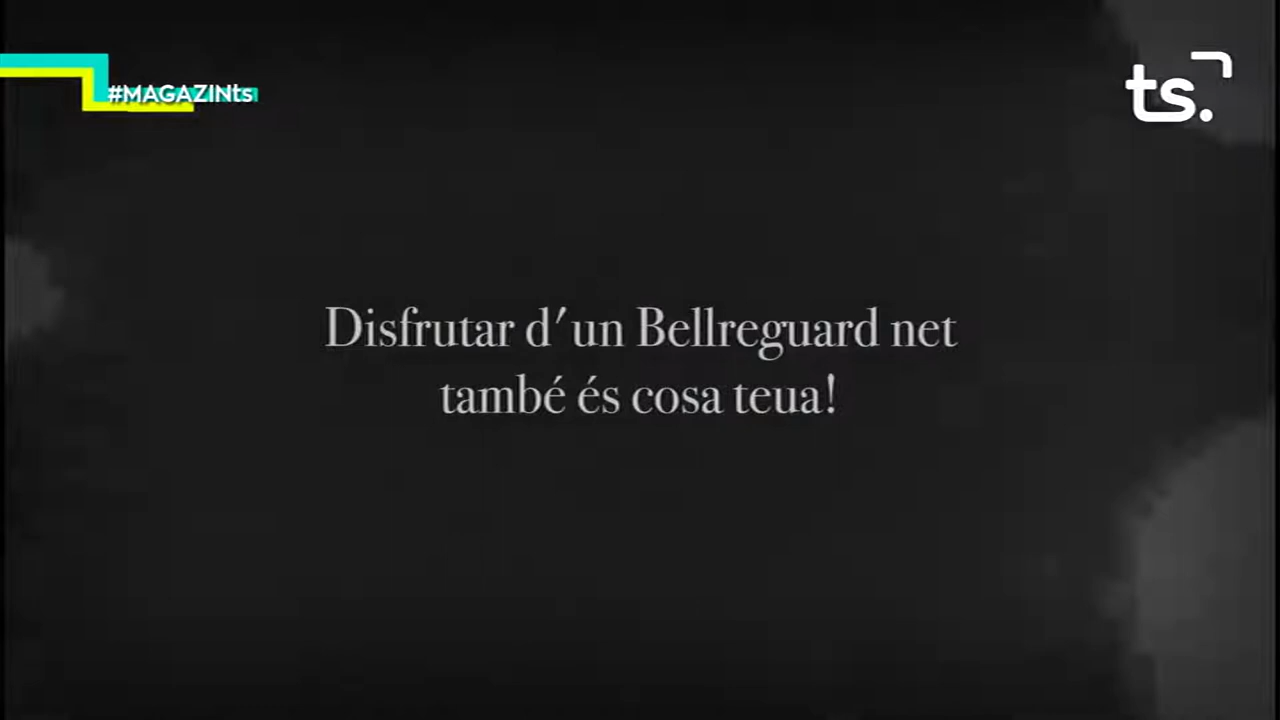 #MAGAZINts
ts.
Disfrutar d'un Bellreguard net
també és cosa teua!